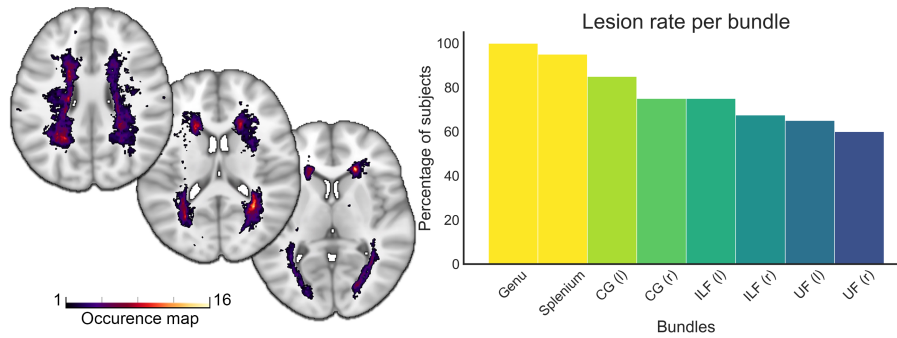 1 16
Occurence map
Lesion rate per bundle
Percentage of subjects
100
80
60
40
20
0
Genu
Splenium
CG (l)
CG (r)
ILF (l)
ILF (r)
UF (l)
UF (r)
Bundles